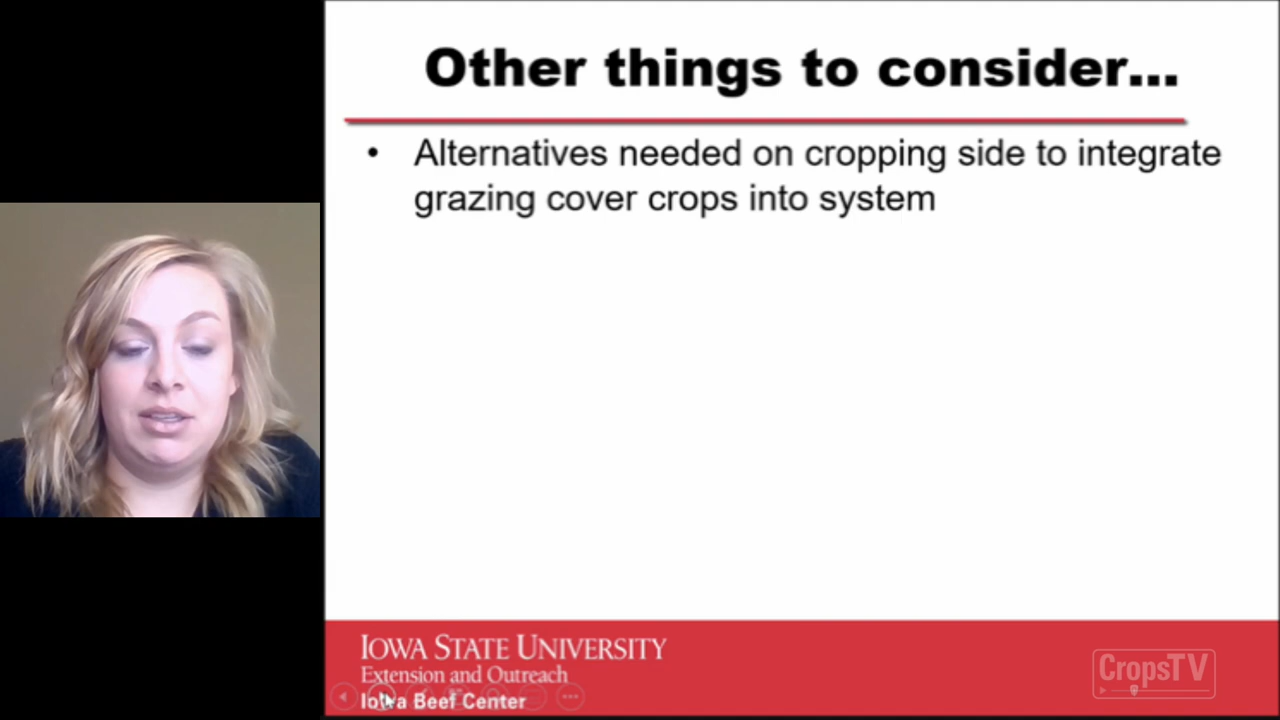 Other things to consider...
• Alternatives needed on cropping side to integrate
grazing cover crops into system
IOWA STATE UNIVERSITY
Extension and Outreach
Iowa Beef Center
CropsTV